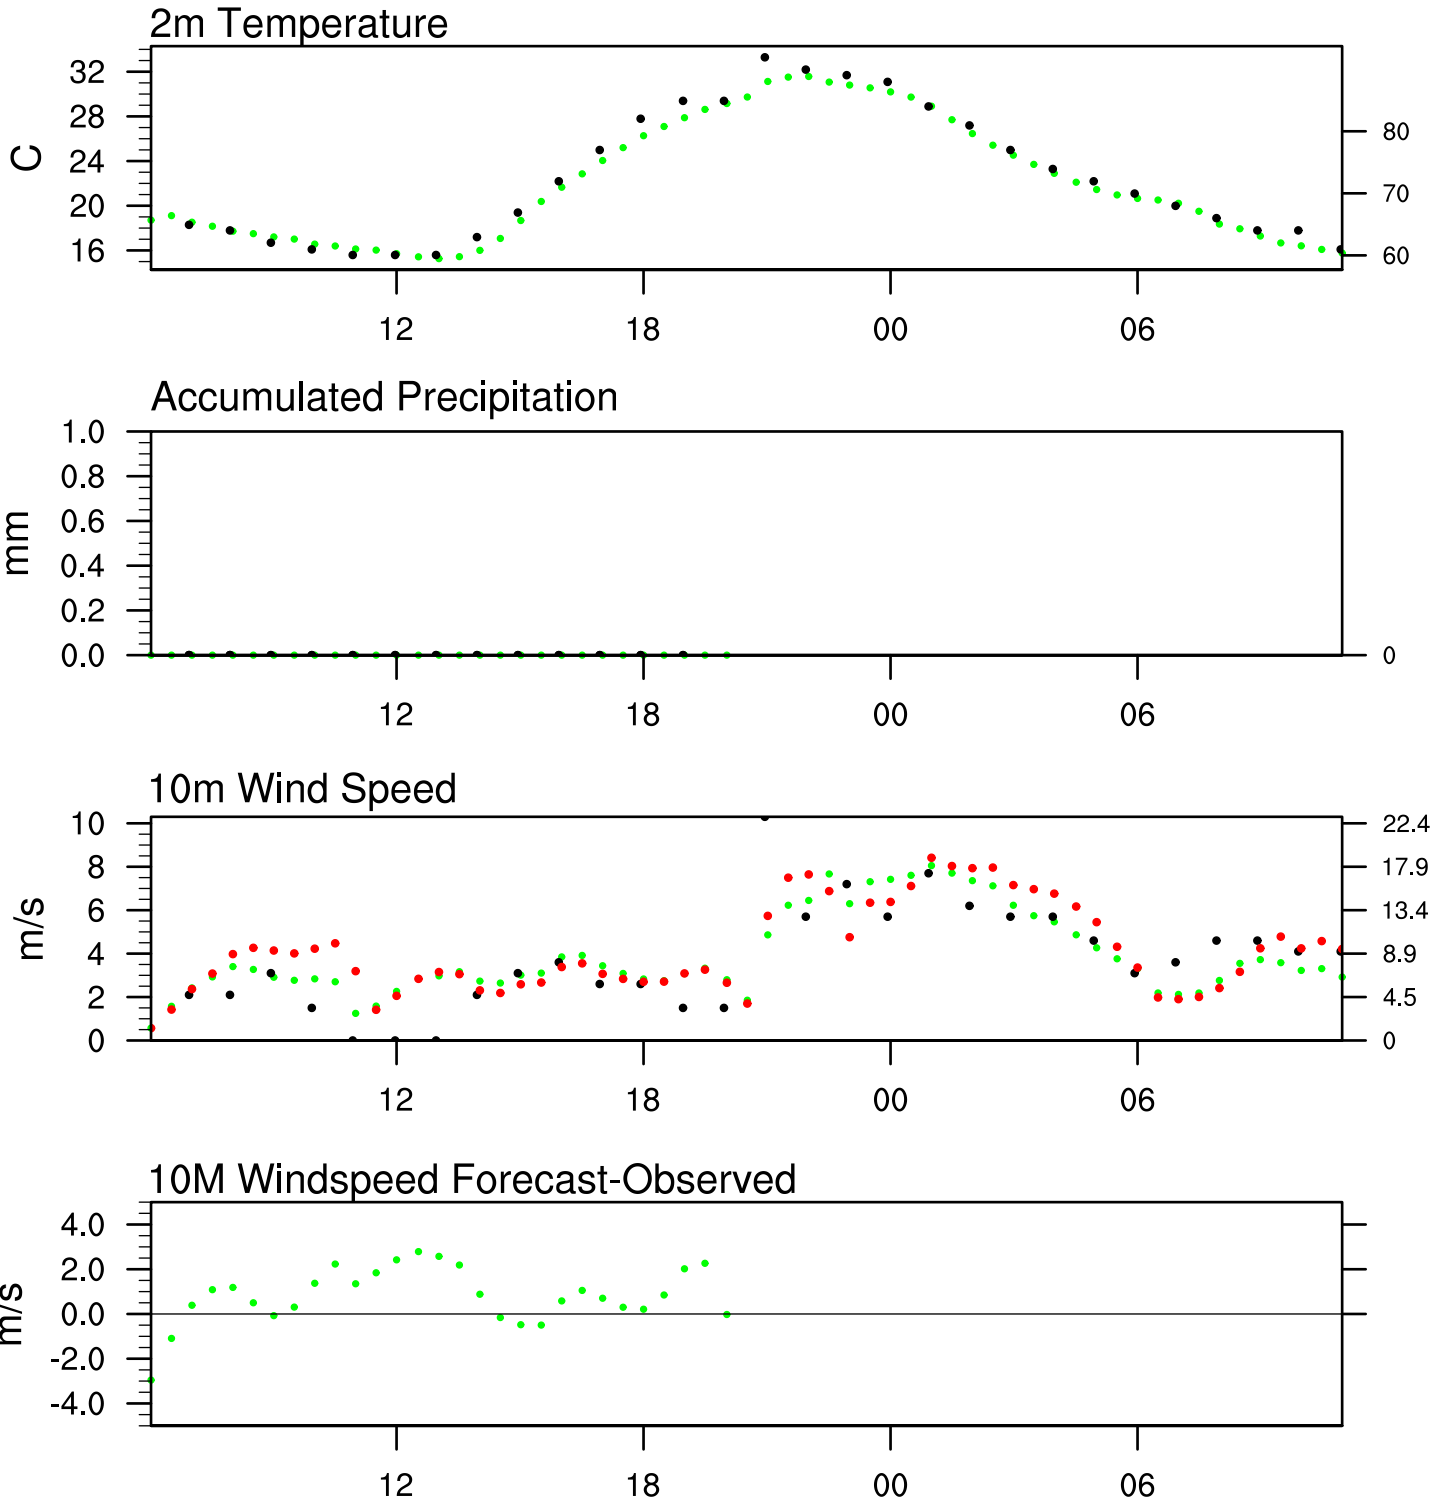 2m Temperature
32
28
24
20
16
C
80
70
60
12 18 00 06
Accumulated Precipitation
1.0
0.8
0.6
0.4
0.2
0.0
mm
0
12 18 00 06
10m Wind Speed
10
8
6
4
2
0
m/s
22.4
17.9
13.4
8.9
4.5
0
12 18 00 06
10M Windspeed Forecast-Observed
4.0
2.0
0.0
-2.0
-4.0
m/s
12 18 00 06